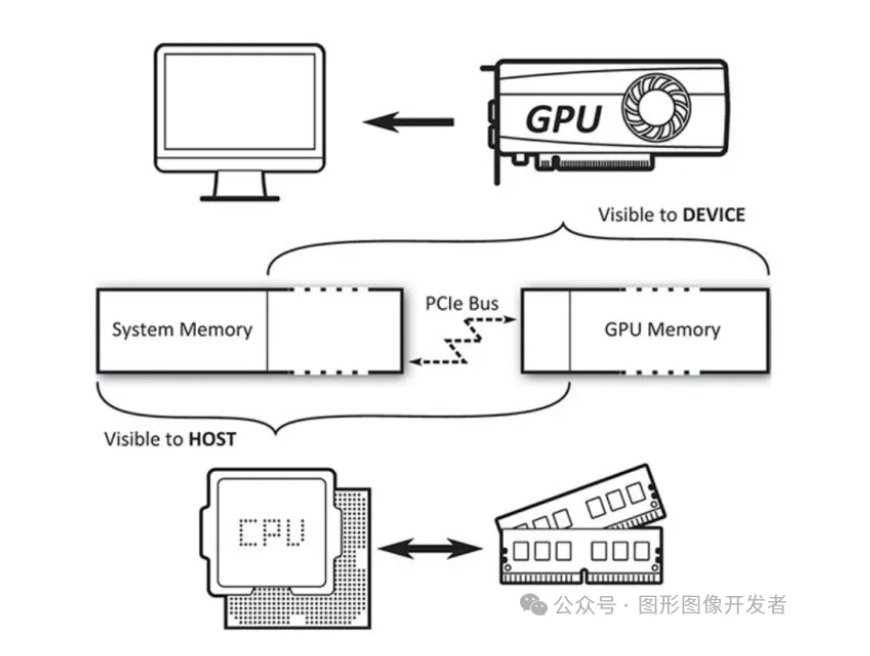 GPU
Visible to DEVICE
System Memory
PCIe Bus
GPU Memory
Visible to HOST
CPU
公众号 · 图形图像开发者